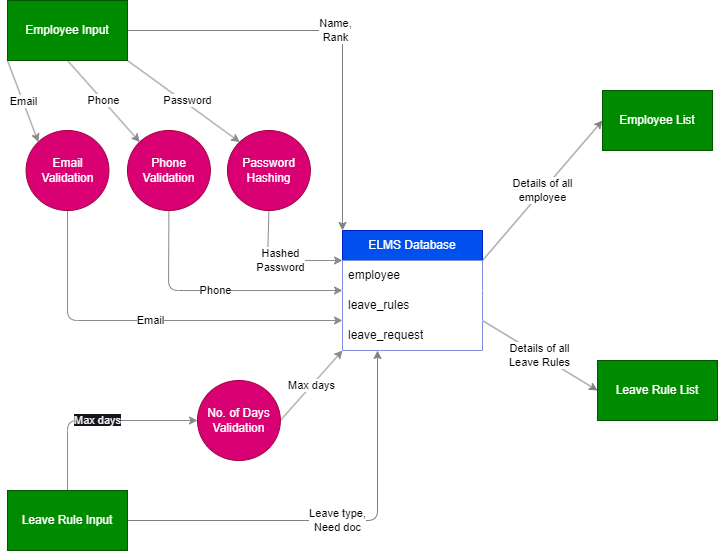 Employee Input
Name,
Rank
Email
Phone
Password
Employee List
Email
Validation
Phone
Validation
Password
Hashing
Details of all
employee
ELMS Database
Hashed
Password
employee
Phone
leave_rules
Email
leave_request
Details of all
Leave Rules
Max days
Leave Rule List
Max days
No. of Days
Validation
Leave Rule Input
Leave type,
Need doc